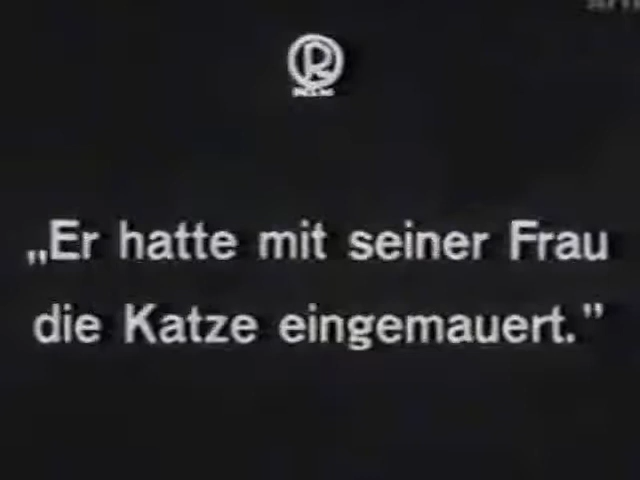 R
„Er hatte mit seiner Frau
die Katze eingemauert.”